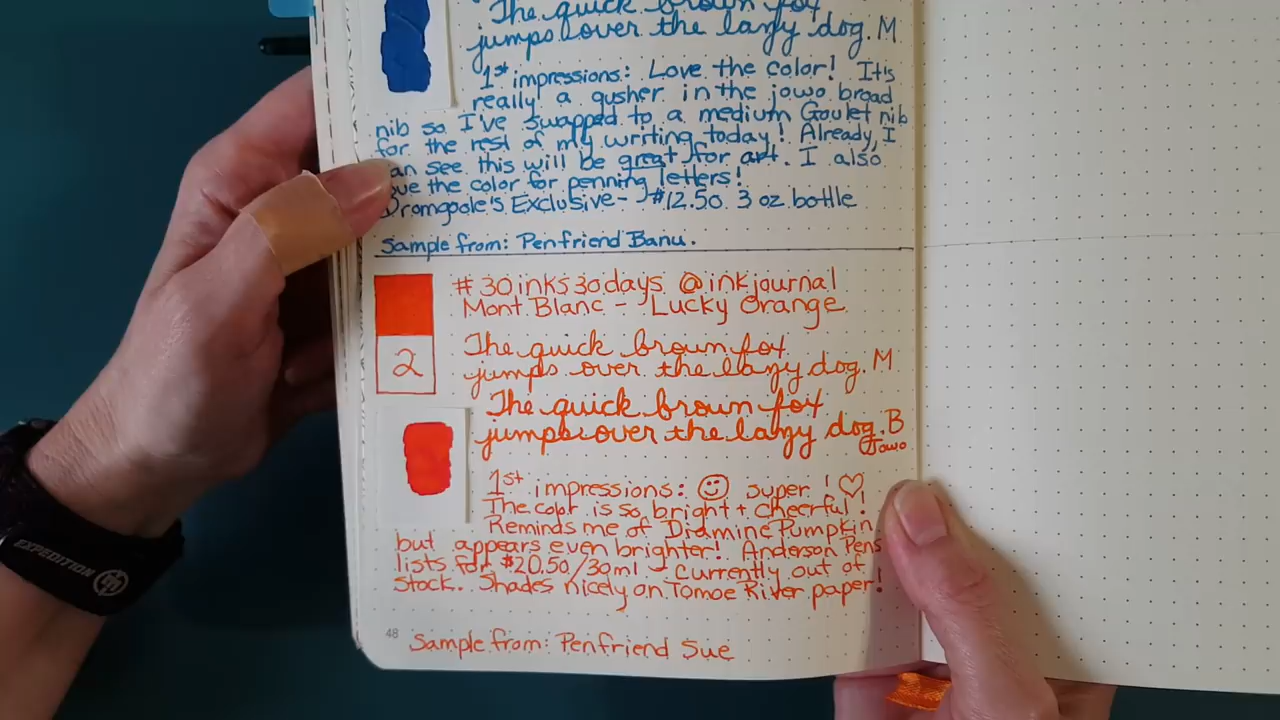 The quick brown fox
jumps over the lazy dog. M
1st impressions: Love the color! It's
really a gusher in the jowo broad
nib so I've swapped to a medium Goulet nib
for the rest of my writing today! Already, I
an see this will be great for art. I also
ove the color for penning letters!
Dromgoole's Exclusive- $12.50 3 oz bottle
Sample from: Penfriend Banu.
#30inks30days @inkjournal
Mont Blanc - Lucky Orange
2
The quick brown fox
jumps over the lazy dog. M
The quick brown fox
jumps over the lazy dog. B
Jowo
1st impressions: super! ♡
The color is so bright + cheerful!
Reminds me of Diamine Pumpkin
but appears even brighter! Anderson Pens
lists for $20.50/30ml - currently out of
stock. Shades nicely on Tomoe River paper!
48
Sample from: Penfriend Sue
EXPEDITION